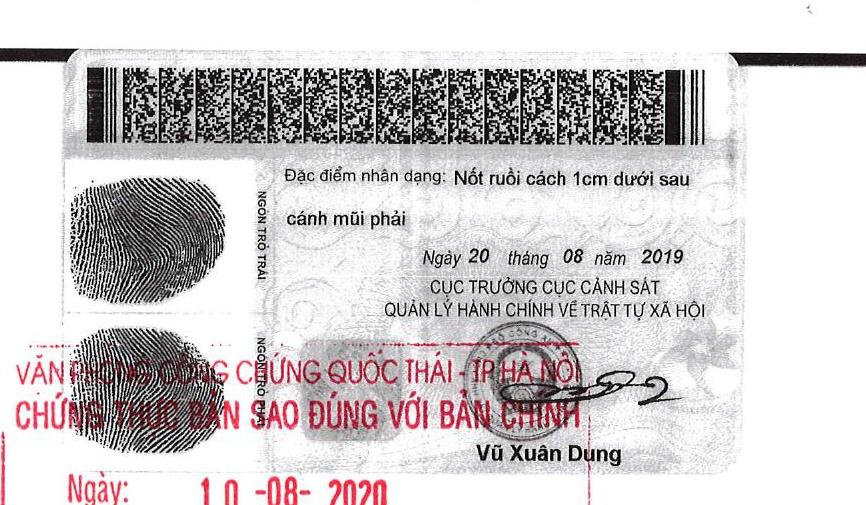 Đặc điểm nhân dạng: Nốt ruồi cách 1cm dưới sau
cánh mũi phải
NGÓN TRỎ TRÁI
Ngày 20 tháng 08 năm 2019
CỤC TRƯỞNG CỤC CẢNH SÁT
QUẢN LÝ HÀNH CHÍNH VỀ TRẬT TỰ XÃ HỘI
NGÓN TRỎ PHẢI
VĂN PHÒNG CÔNG CHỨNG QUỐC THÁI - TP HÀ NỘI
CHỨNG THỰC BẢN SAO ĐÚNG VỚI BẢN CHÍNH
Vũ Xuân Dung
Ngày: 10-08-2020